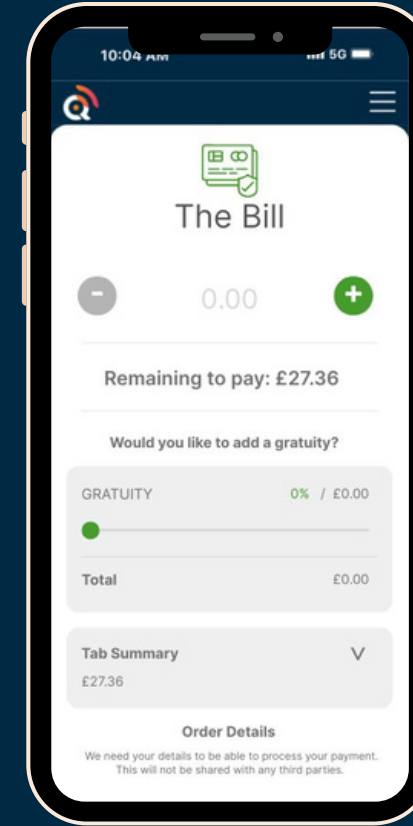 10:04 AM
5G
The Bill
-
0.00
+
Remaining to pay: £27.36
Would you like to add a gratuity?
GRATUITY 0% / £0.00
Total £0.00
Tab Summary
£27.36
Order Details
We need your details to be able to process your payment.
This will not be shared with any third parties.